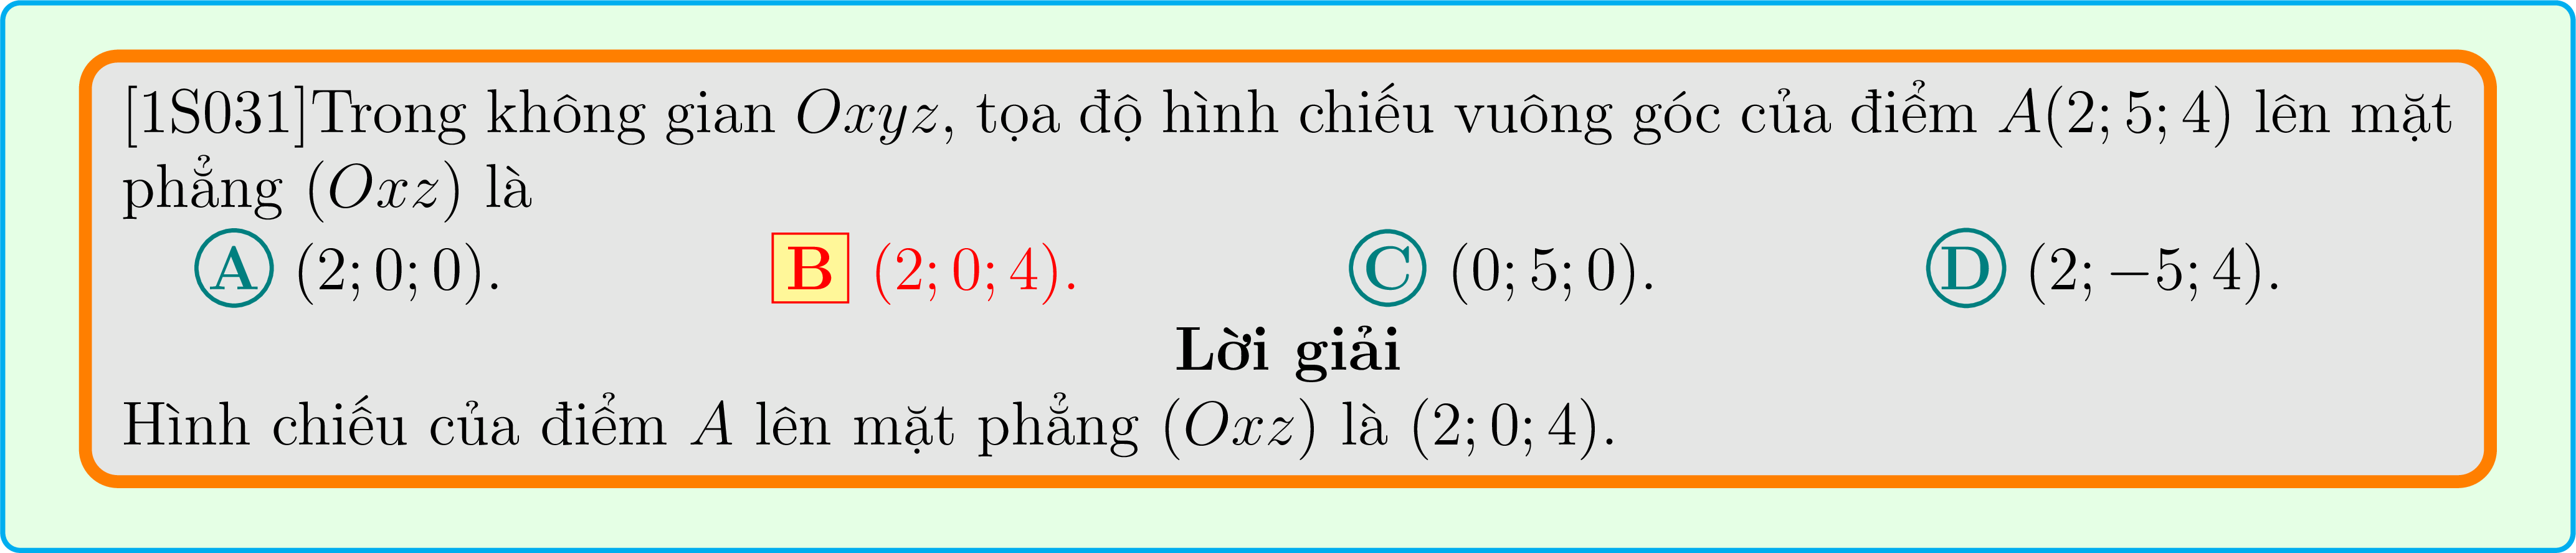 [1S031]Trong không gian Oxyz, tọa độ hình chiếu vuông góc của điểm A(2; 5; 4) lên mặt
phẳng (Oxz) là
A (2; 0; 0). B (2; 0; 4). C (0; 5; 0). D (2; −5; 4).
Lời giải
Hình chiếu của điểm A lên mặt phẳng (Oxz) là (2; 0; 4).